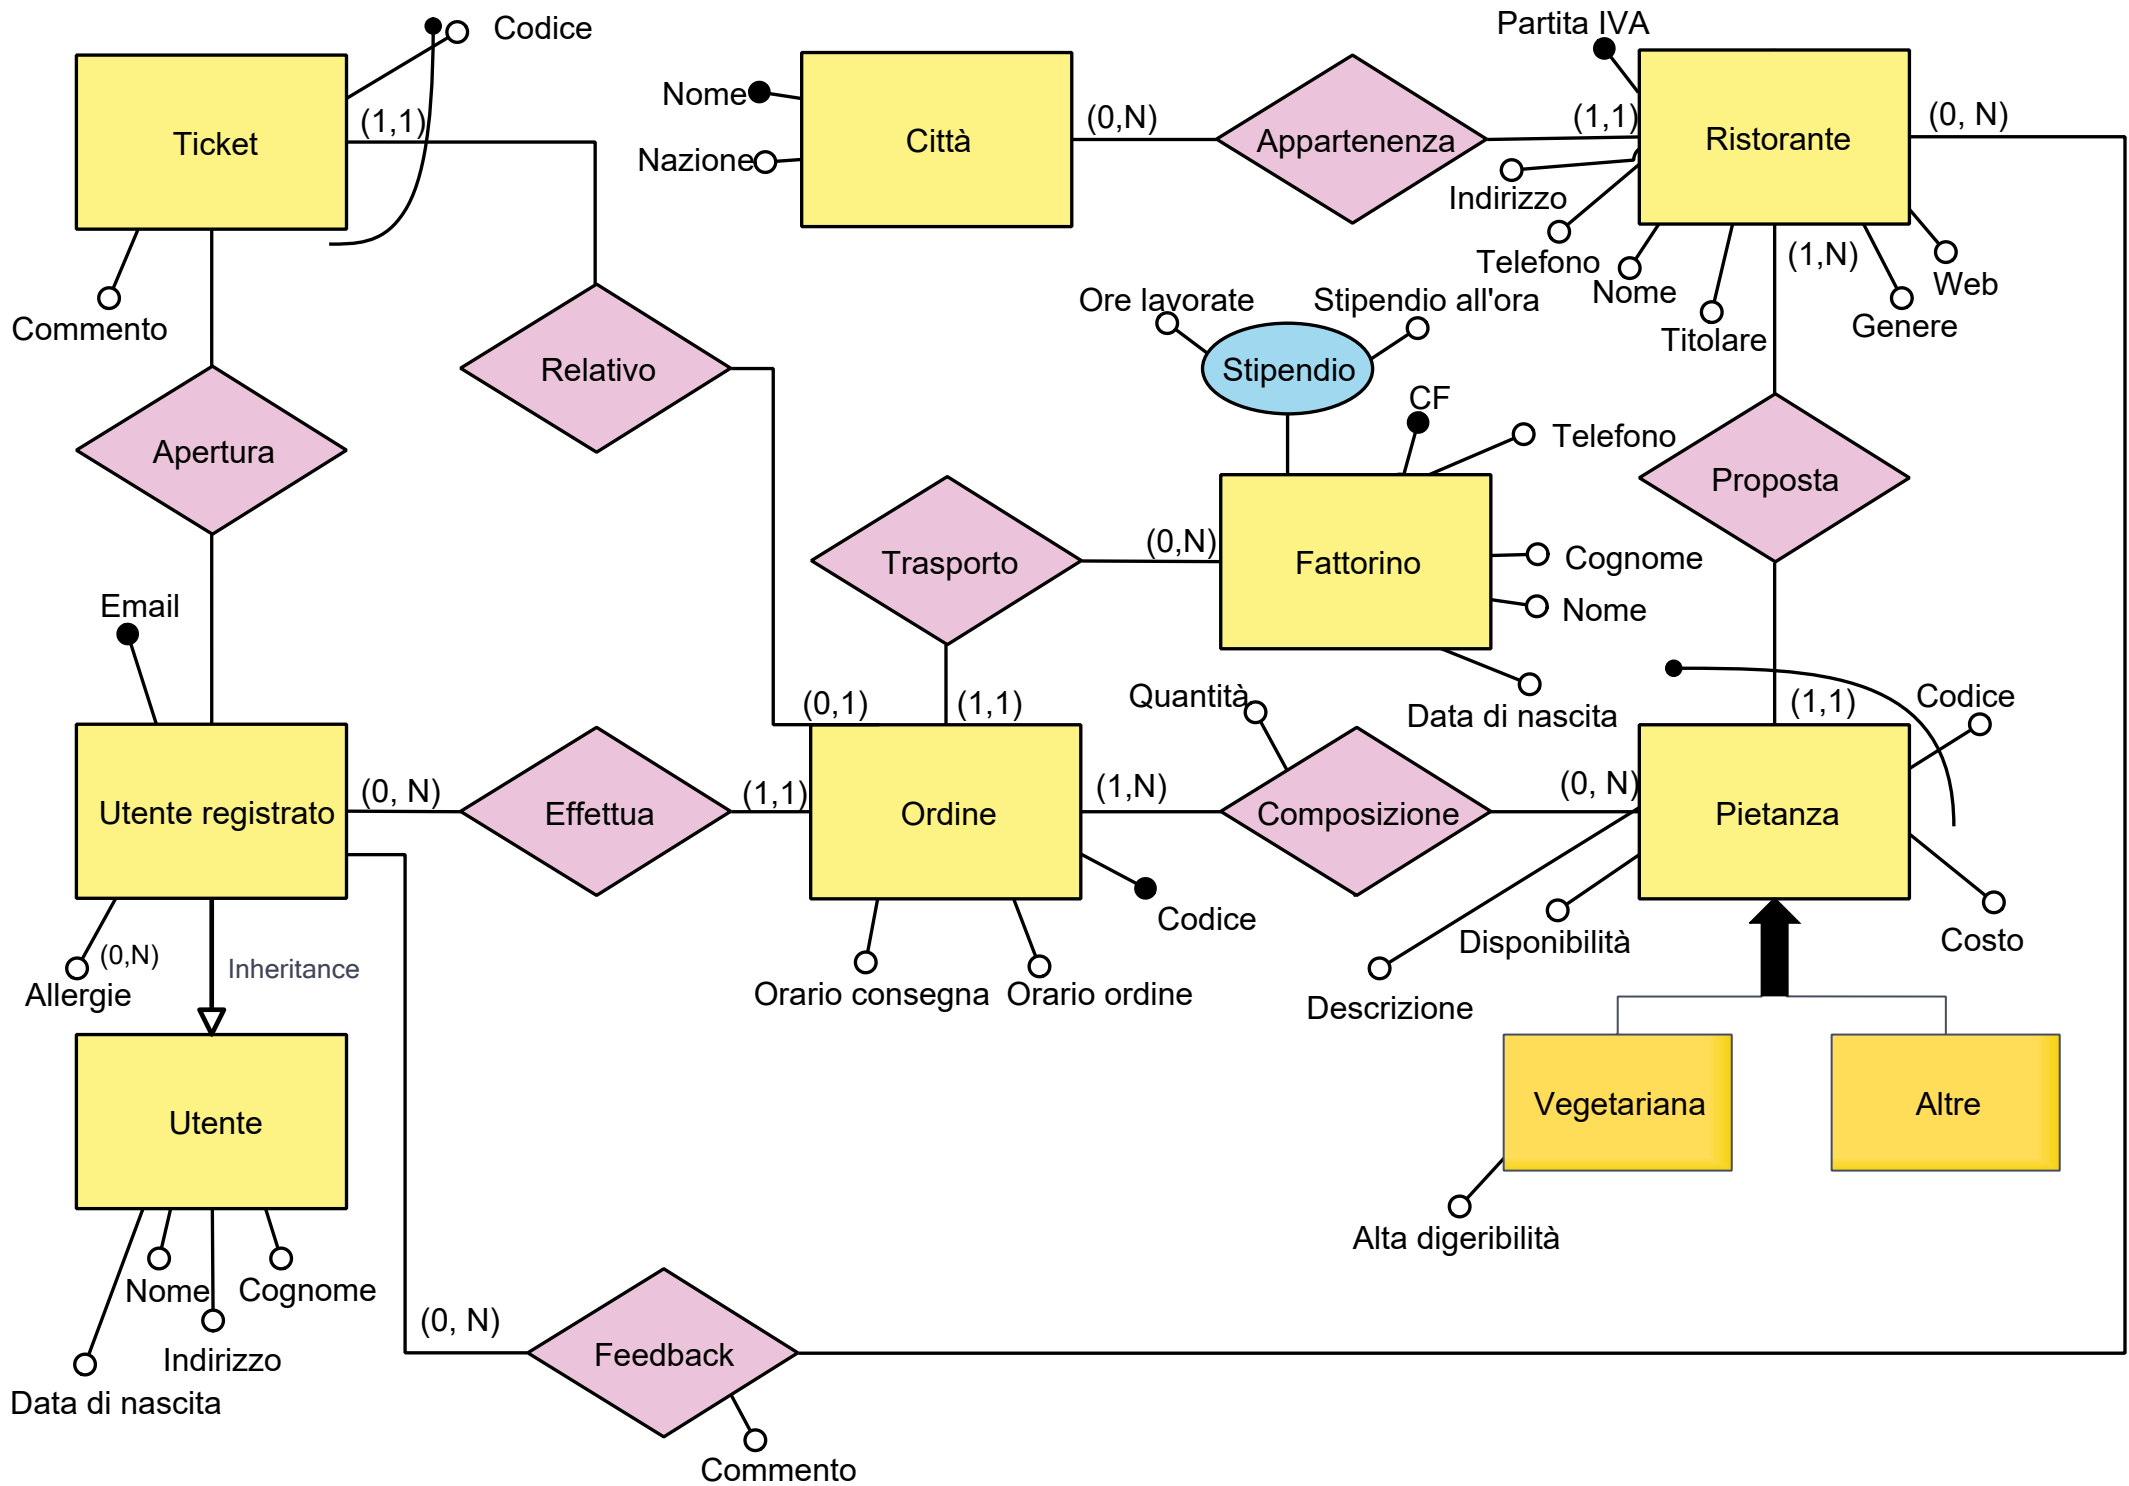 Codice
Partita IVA
Ticket
(1,1)
Nome
Nazione
Città
(0,N)
Appartenenza
(1,1)
Ristorante
(0, N)
Indirizzo
Telefono
Nome
Titolare
(1,N)
Genere
Web
Commento
Ore lavorate
Stipendio all'ora
Stipendio
Relativo
CF
Telefono
Apertura
Proposta
Trasporto
(0,N)
Fattorino
Cognome
Nome
Data di nascita
Email
(0,1)
(1,1)
Quantità
(1,1)
Codice
Utente registrato
(0, N)
Effettua
(1,1)
Ordine
(1,N)
Composizione
(0, N)
Pietanza
Codice
Disponibilità
Costo
Descrizione
(0,N)
Allergie
Inheritance
Orario consegna
Orario ordine
Utente
Vegetariana
Altre
Alta digeribilità
Nome
Cognome
Indirizzo
Data di nascita
(0, N)
Feedback
Commento